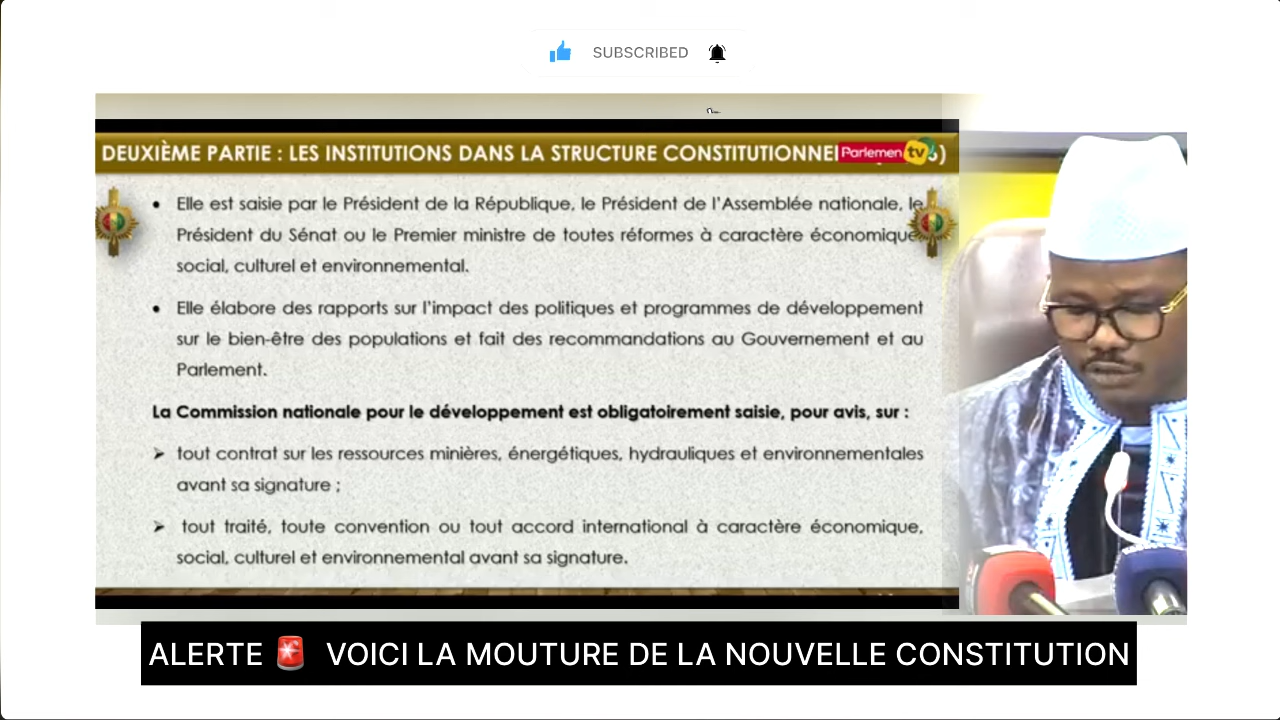 SUBSCRIBED
DEUXIÈME PARTIE : LES INSTITUTIONS DANS LA STRUCTURE CONSTITUTIONNEL
Parlemen tv
• Elle est saisie par le Président de la République, le Président de l'Assemblée nationale, le
Président du Sénat ou le Premier ministre de toutes réformes à caractère économique
social, culturel et environnemental.
• Elle élabore des rapports sur l'impact des politiques et programmes de développement
sur le bien-être des populations et fait des recommandations au Gouvernement et au
Parlement.
La Commission nationale pour le développement est obligatoirement saisie, pour avis, sur :
➢ tout contrat sur les ressources minières, énergétiques, hydrauliques et environnementales
avant sa signature ;
➢ tout traité, toute convention ou tout accord international à caractère économique,
social, culturel et environnemental avant sa signature.
ALERTE 🚨 VOICI LA MOUTURE DE LA NOUVELLE CONSTITUTION